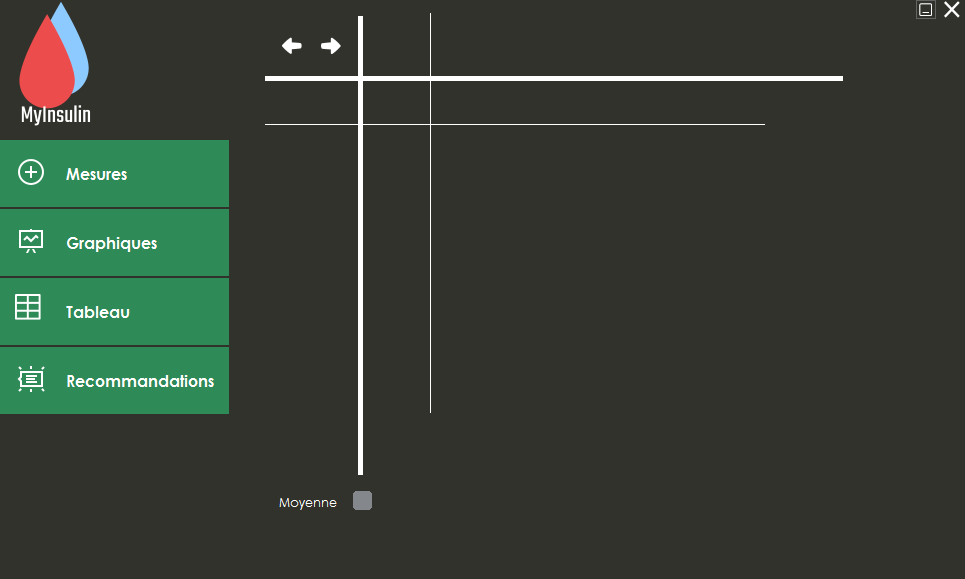 MyInsulin
Mesures
Graphiques
Tableau
Recommandations
Moyenne